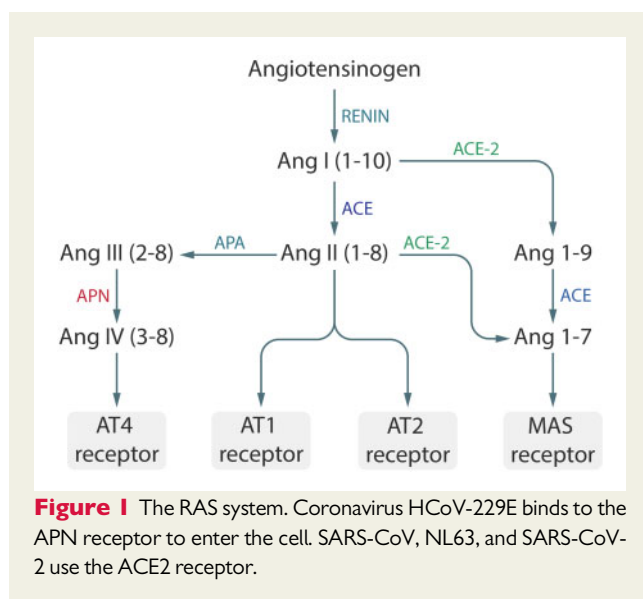 Angiotensinogen
RENIN
Ang I (1-10)
ACE-2
ACE
Ang III (2-8)
APA
Ang II (1-8)
ACE-2
Ang 1-9
APN
ACE
Ang IV (3-8)
Ang 1-7
AT4
receptor
AT1
receptor
AT2
receptor
MAS
receptor
Figure 1 The RAS system. Coronavirus HCoV-229E binds to the
APN receptor to enter the cell. SARS-CoV, NL63, and SARS-CoV-
2 use the ACE2 receptor.